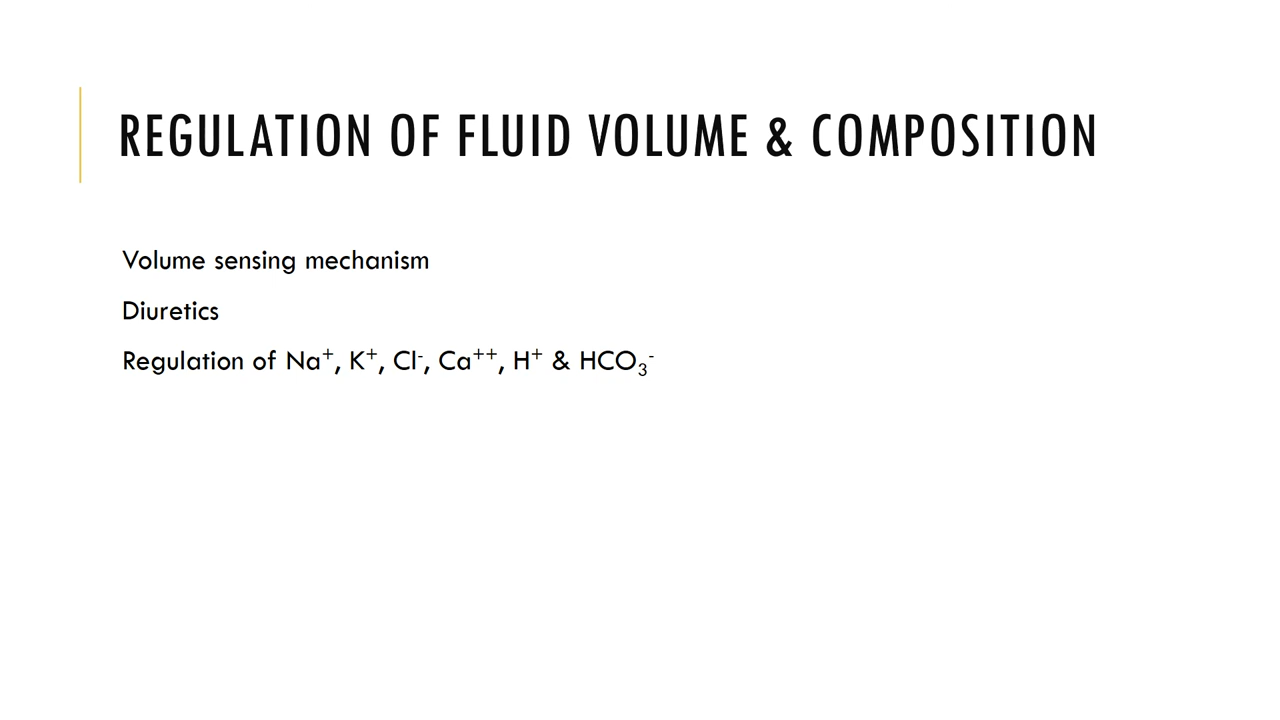 REGULATION OF FLUID VOLUME & COMPOSITION
Volume sensing mechanism
Diuretics
Regulation of Na⁺, K⁺, Cl⁻, Ca⁺⁺, H⁺ & HCO₃⁻